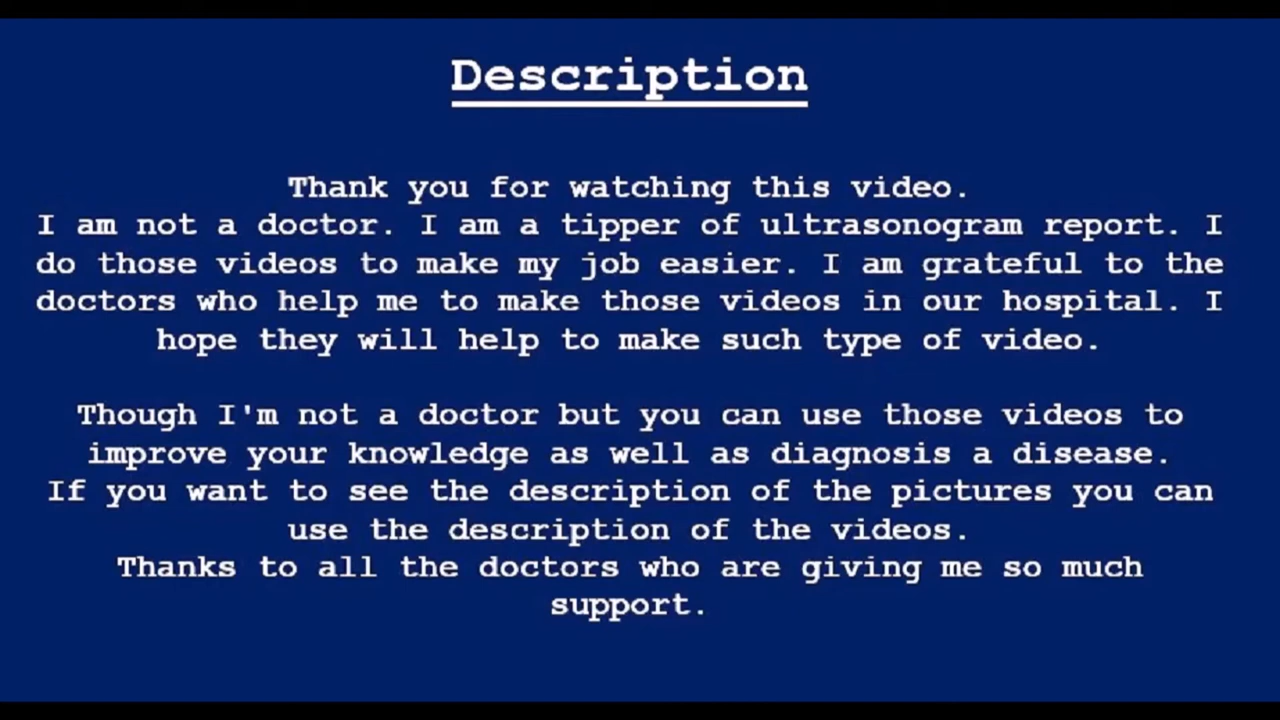 Description
Thank you for watching this video.
I am not a doctor. I am a tipper of ultrasonogram report. I
do those videos to make my job easier. I am grateful to the
doctors who help me to make those videos in our hospital. I
hope they will help to make such type of video.
Though I'm not a doctor but you can use those videos to
improve your knowledge as well as diagnosis a disease.
If you want to see the description of the pictures you can
use the description of the videos.
Thanks to all the doctors who are giving me so much
support.